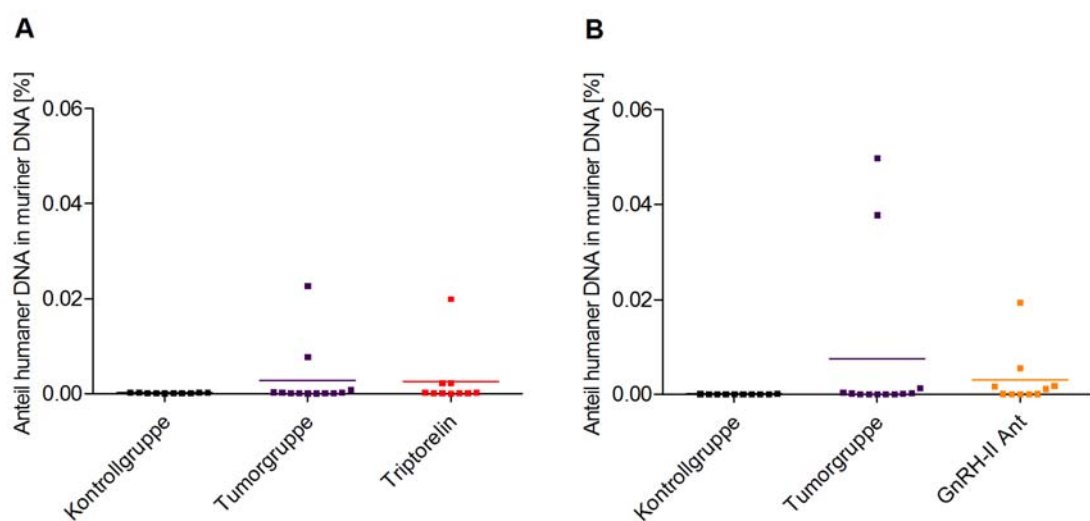 A
Anteil humaner DNA in muriner DNA [%]
0.06
0.04
0.02
0.00
Kontrollgruppe
Tumorgruppe
Triptorelin
B
Anteil humaner DNA in muriner DNA [%]
0.06
0.04
0.02
0.00
Kontrollgruppe
Tumorgruppe
GnRH-II Ant